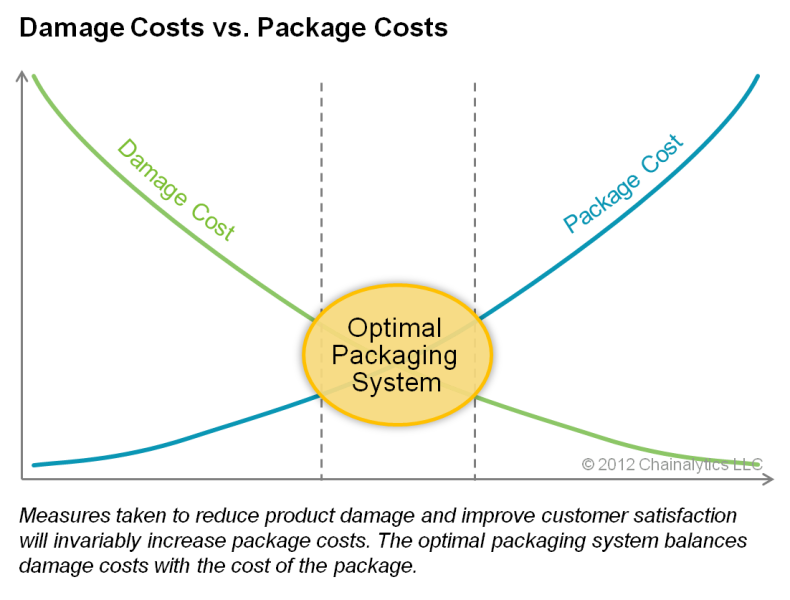 Damage Costs vs. Package Costs
Damage Cost
Package Cost
Optimal
Packaging
System
© 2012 Chainalytics LLC
Measures taken to reduce product damage and improve customer satisfaction
will invariably increase package costs. The optimal packaging system balances
damage costs with the cost of the package.